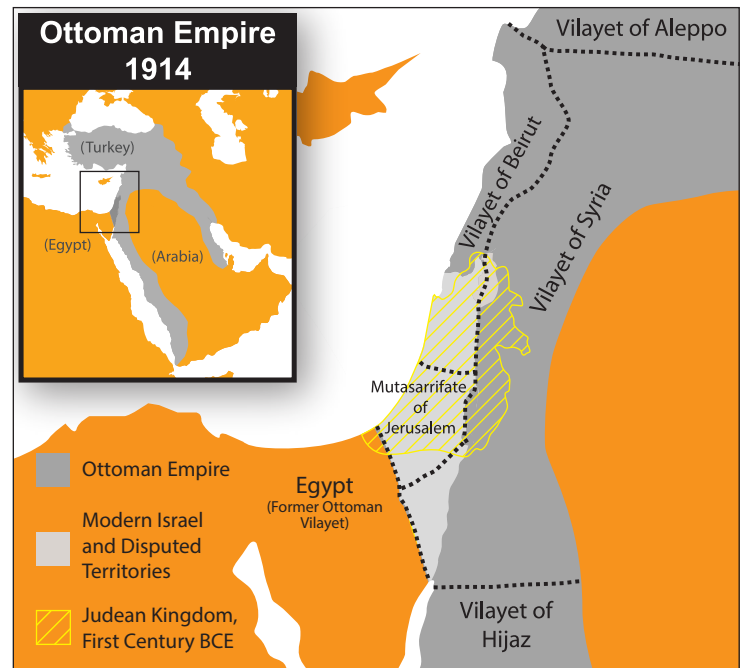 Ottoman Empire
1914
(Turkey)
(Egypt)
(Arabia)
Vilayet of Aleppo
Vilayet of Beirut
Vilayet of Syria
Mutasarrifate
of
Jerusalem
Egypt
(Former Ottoman
Vilayet)
Vilayet of
Hijaz
Ottoman Empire
Modern Israel
and Disputed
Territories
Judean Kingdom,
First Century BCE